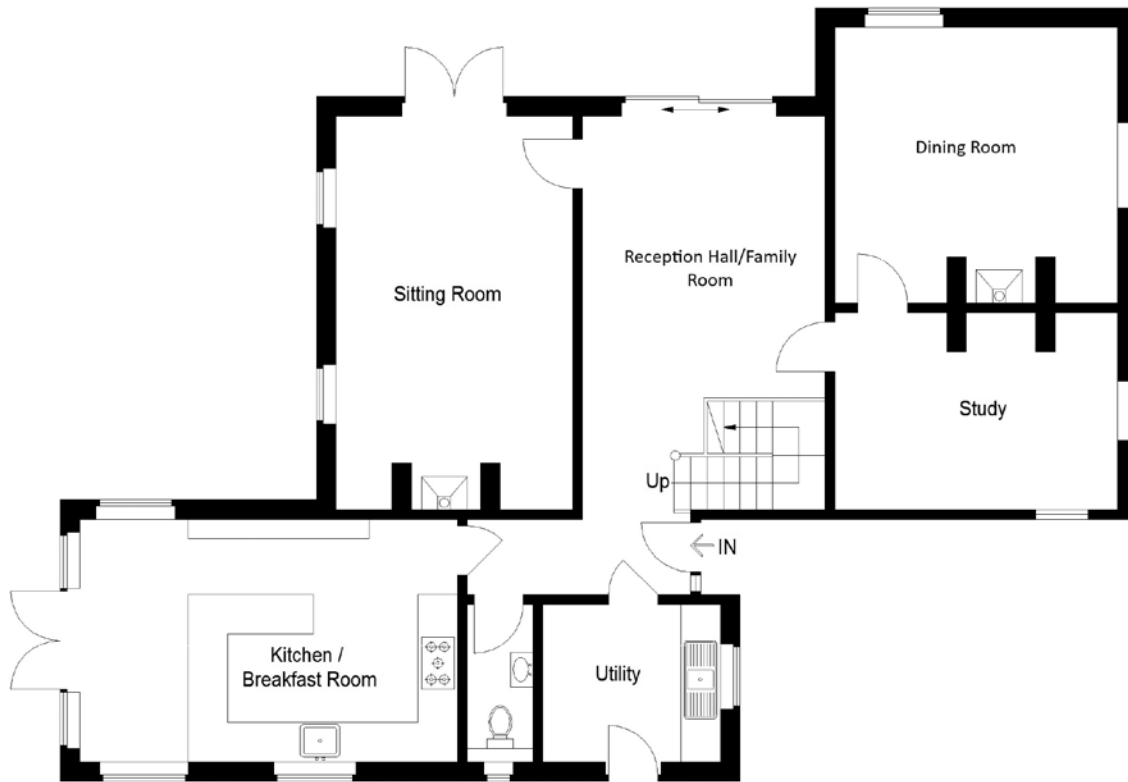 Dining Room
Reception Hall/Family
Room
Sitting Room
Study
Up
IN
Kitchen /
Breakfast Room
Utility